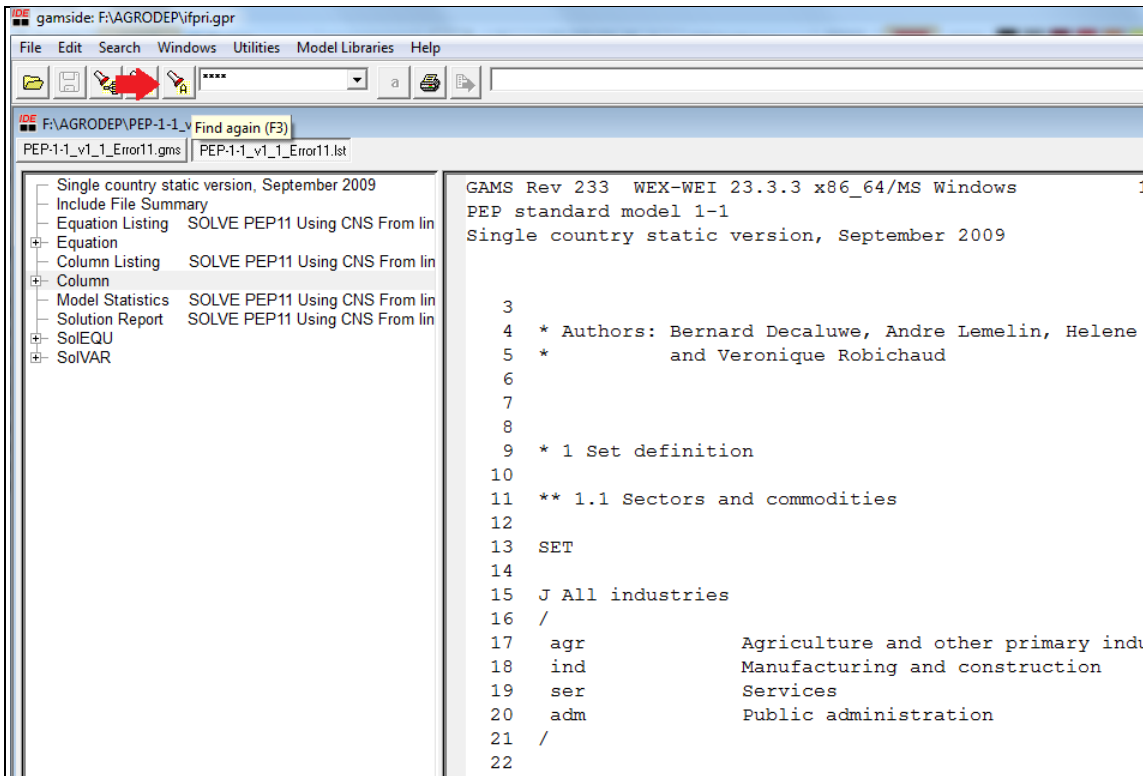 IDE gamside: F:\AGRODEP\ifpri.gpr
File Edit Search Windows Utilities Model Libraries Help
A **** a
IDE F:\AGRODEP\PEP-1-1_v
Find again (F3)
PEP-1-1_v1_1_Error11.gms PEP-1-1_v1_1_Error11.lst
Single country static version, September 2009
Include File Summary
Equation Listing SOLVE PEP11 Using CNS From lin
Equation
Column Listing SOLVE PEP11 Using CNS From lin
Column
Model Statistics SOLVE PEP11 Using CNS From lin
Solution Report SOLVE PEP11 Using CNS From lin
SolEQU
SolVAR
GAMS Rev 233 WEX-WEI 23.3.3 x86_64/MS Windows 1
PEP standard model 1-1
Single country static version, September 2009
3
4 * Authors: Bernard Decaluwe, Andre Lemelin, Helene
5 * and Veronique Robichaud
6
7
8
9 * 1 Set definition
10
11 ** 1.1 Sectors and commodities
12
13 SET
14
15 J All industries
16 /
17 agr Agriculture and other primary indu
18 ind Manufacturing and construction
19 ser Services
20 adm Public administration
21 /
22